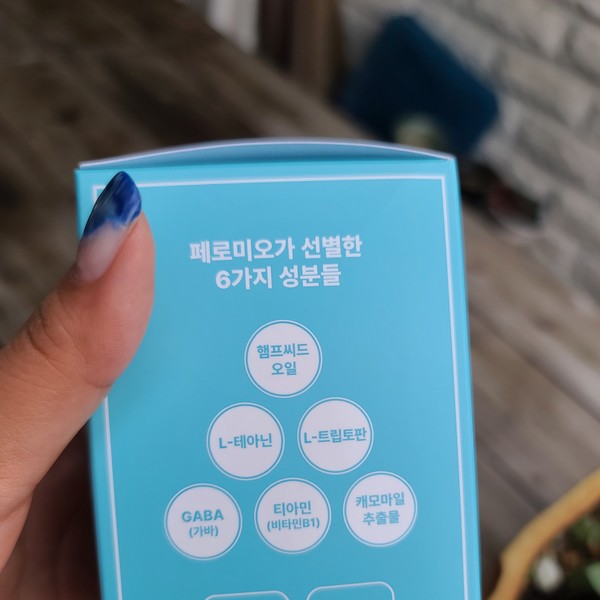 페로미오가 선별한
6가지 성분들
햄프씨드
오일
L-테아닌
L-트립토판
GABA
(가바)
티아민
(비타민B1)
캐모마일
추출물